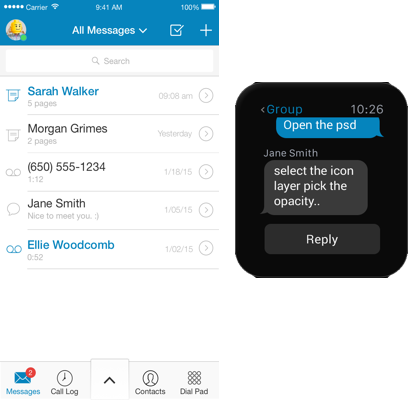 Carrier 9:41 AM 100%
All Messages
Search
Sarah Walker
5 pages
09:08 am
Morgan Grimes
2 pages
Yesterday
(650) 555-1234
1:12
1/18/15
Jane Smith
Nice to meet you. :)
1/05/15
Ellie Woodcomb
0:52
1/02/15
2
Messages Call Log Contacts Dial Pad
Group 10:26
Open the psd
Jane Smith
select the icon
layer pick the
opacity..
Reply